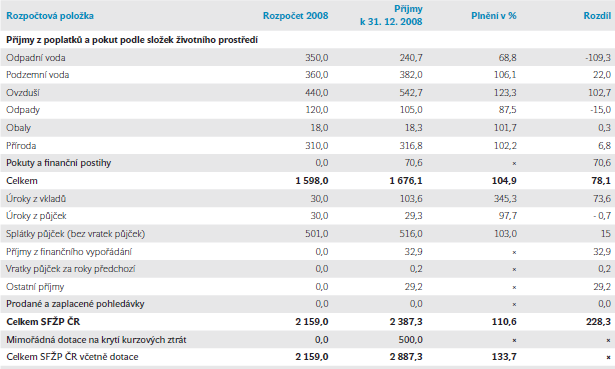 Rozpočtová položka Rozpočet 2008 Příjmy k 31. 12. 2008 Plnění v % Rozdíl
Příjmy z poplatků a pokut podle složek životního prostředí
Odpadní voda 350,0 240,7 68,8 -109,3
Podzemní voda 360,0 382,0 106,1 22,0
Ovzduší 440,0 542,7 123,3 102,7
Odpady 120,0 105,0 87,5 -15,0
Obaly 18,0 18,3 101,7 0,3
Příroda 310,0 316,8 102,2 6,8
Pokuty a finanční postihy 0,0 70,6 × 70,6
Celkem 1 598,0 1 676,1 104,9 78,1
Úroky z vkladů 30,0 103,6 345,3 73,6
Úroky z půjček 30,0 29,3 97,7 - 0,7
Splátky půjček (bez vratek půjček) 501,0 516,0 103,0 15
Příjmy z finančního vypořádání 0,0 32,9 × 32,9
Vratky půjček za roky předchozí 0,0 0,2 × 0,2
Ostatní příjmy 0,0 29,2 × 29,2
Prodané a zaplacené pohledávky 0,0 0,0 × 0,0
Celkem SFŽP ČR 2 159,0 2 387,3 110,6 228,3
Mimořádná dotace na krytí kurzových ztrát 0,0 500,0 × ×
Celkem SFŽP ČR včetně dotace 2 159,0 2 887,3 133,7 ×